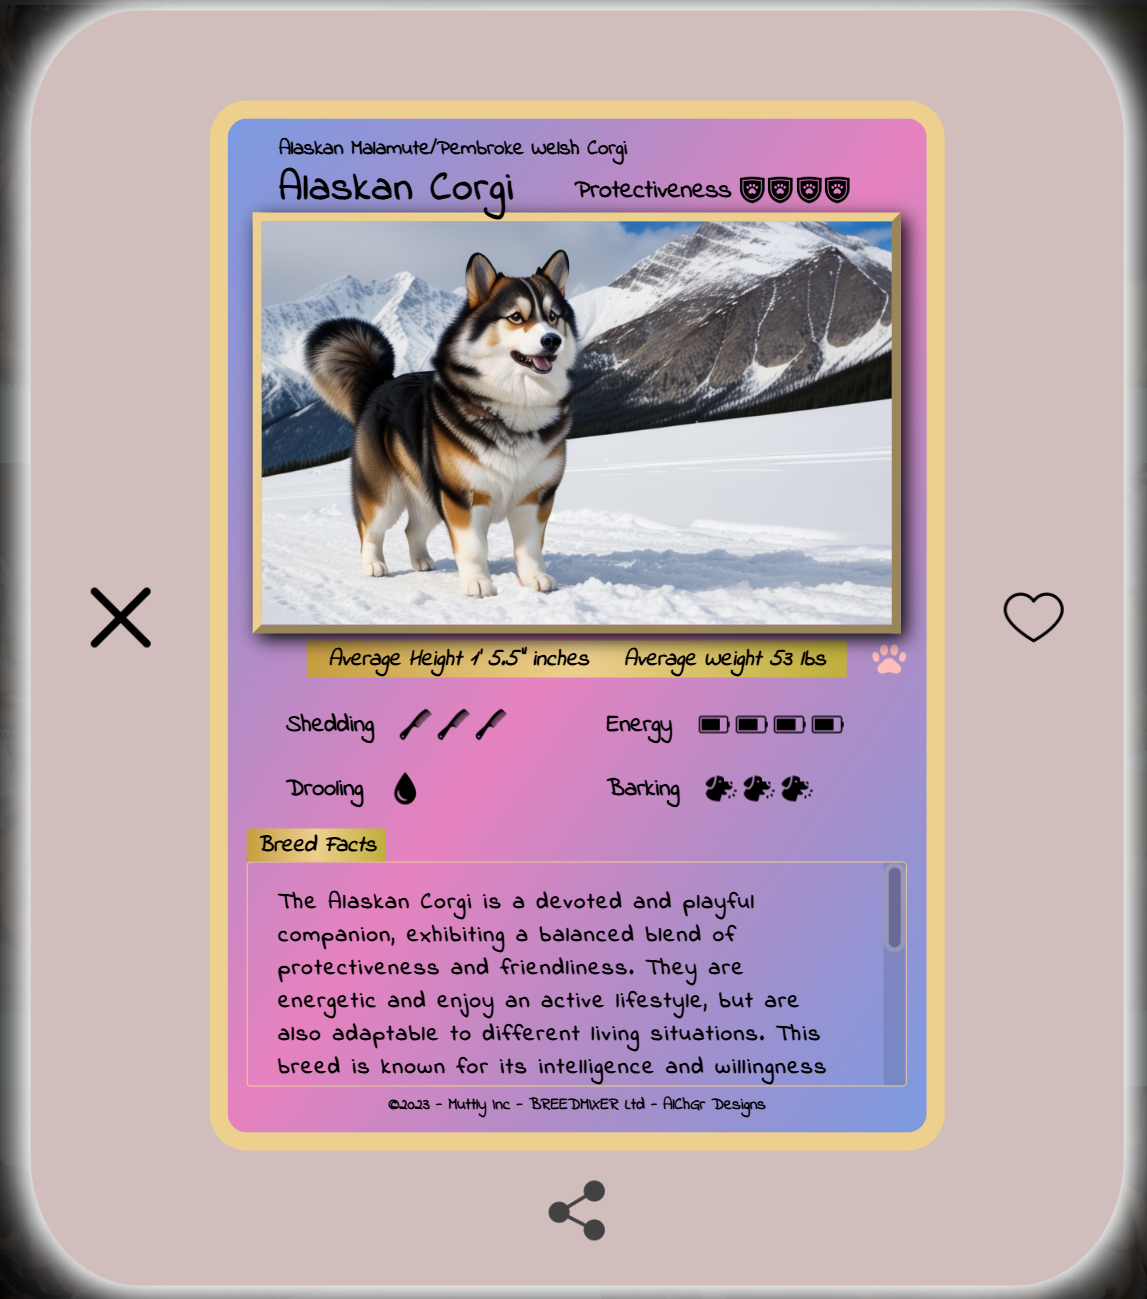 Alaskan Malamute/Pembroke Welsh Corgi
Alaskan Corgi Protectiveness
Average Height 1' 5.5" inches Average Weight 53 lbs
Shedding Energy
Drooling Barking
Breed Facts
The Alaskan Corgi is a devoted and playful
companion, exhibiting a balanced blend of
protectiveness and friendliness. They are
energetic and enjoy an active lifestyle, but are
also adaptable to different living situations. This
breed is known for its intelligence and willingness
©2023 - Mutty Inc - BREEDMIXER Ltd - AlChGr Designs